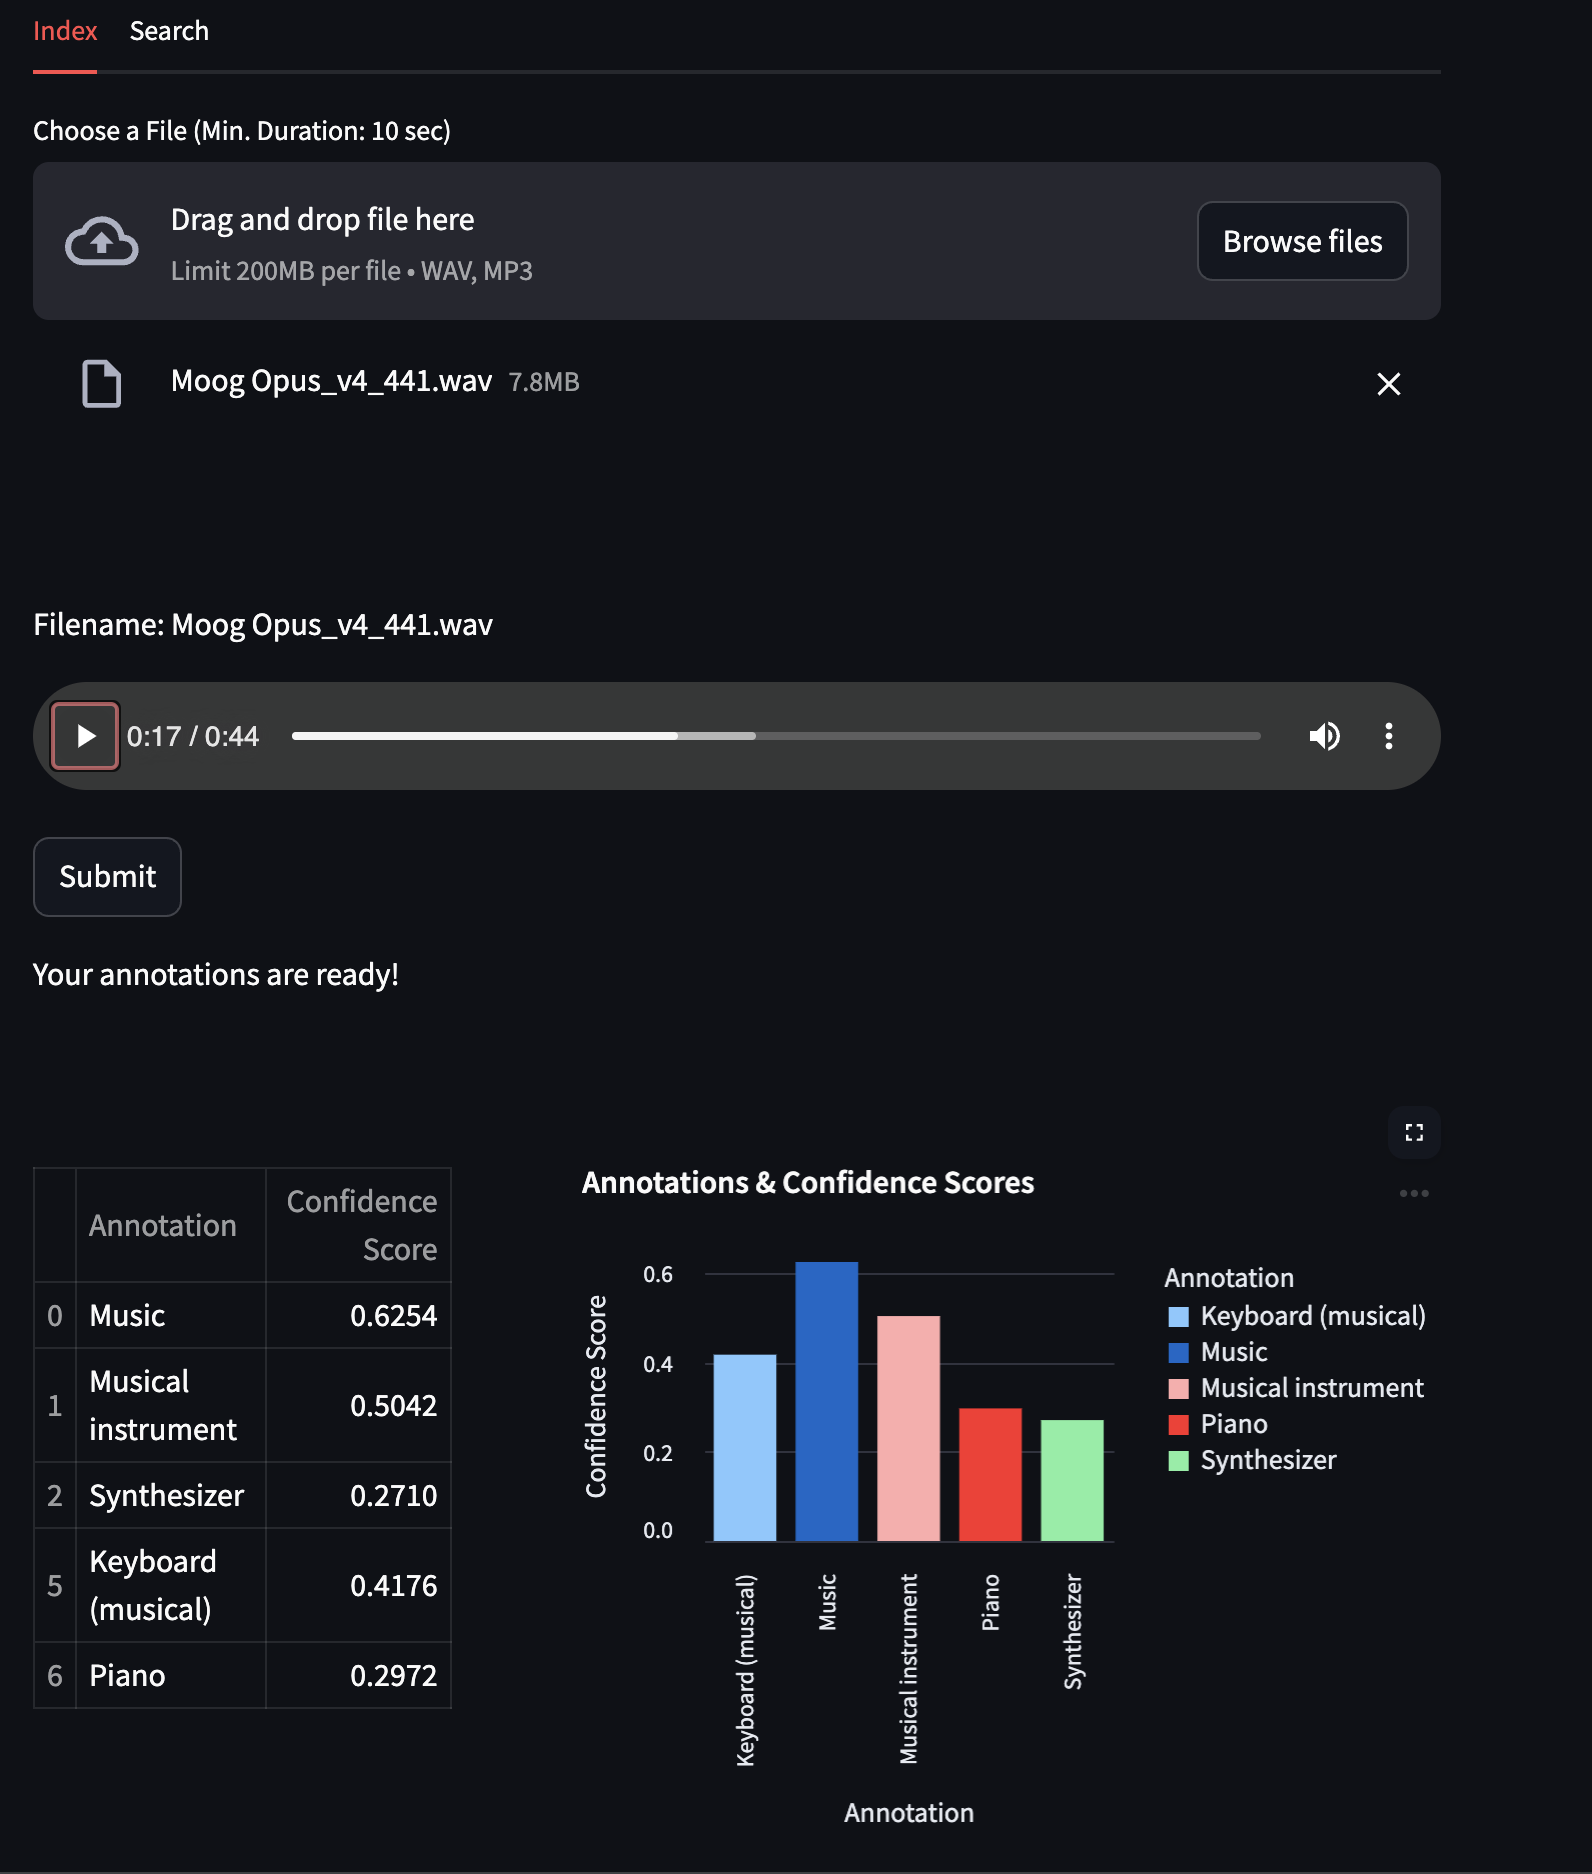 Index Search
Choose a File (Min. Duration: 10 sec)
Drag and drop file here
Limit 200MB per file • WAV, MP3
Browse files
Moog Opus_v4_441.wav 7.8MB
Filename: Moog Opus_v4_441.wav
0:17 / 0:44
Submit
Your annotations are ready!
Annotation Confidence
Score
0 Music 0.6254
1 Musical
instrument 0.5042
2 Synthesizer 0.2710
5 Keyboard
(musical) 0.4176
6 Piano 0.2972
Annotations & Confidence Scores
Confidence Score
0.6
0.4
0.2
0.0
Keyboard (musical)
Music
Musical instrument
Piano
Synthesizer
Annotation
Annotation
Keyboard (musical)
Music
Musical instrument
Piano
Synthesizer